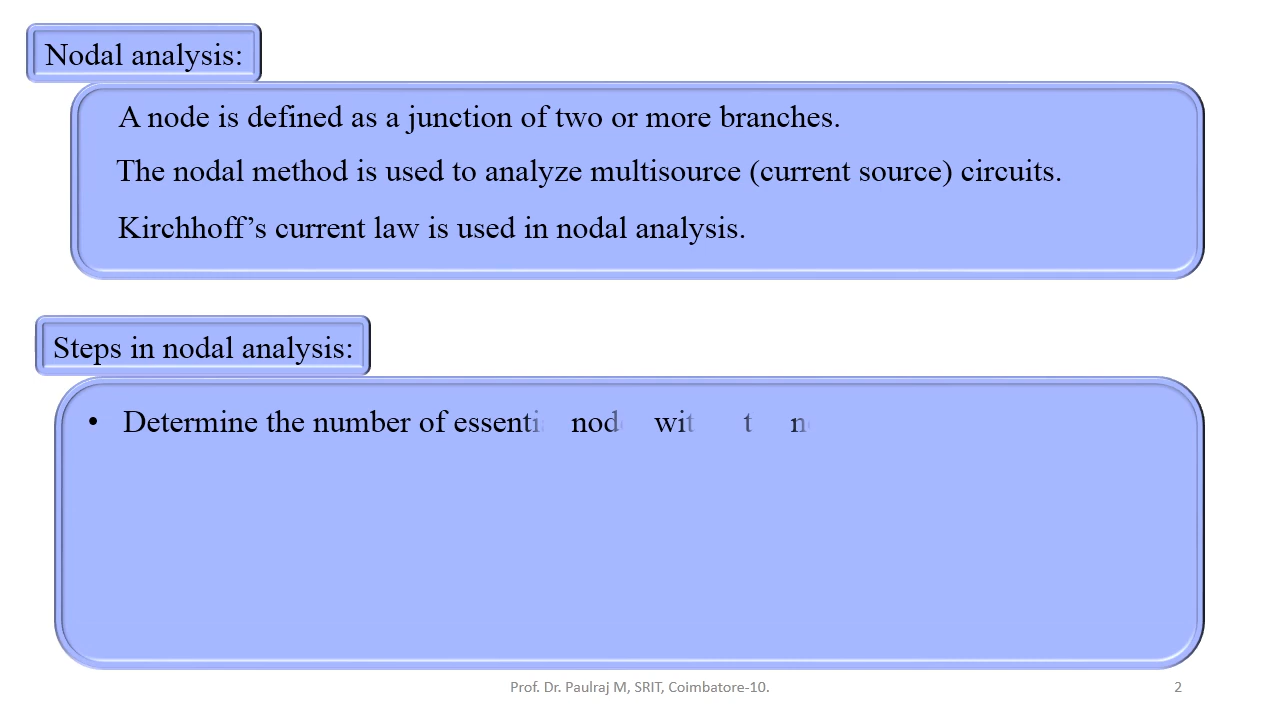 Nodal analysis:
A node is defined as a junction of two or more branches.
The nodal method is used to analyze multisource (current source) circuits.
Kirchhoff’s current law is used in nodal analysis.
Steps in nodal analysis:
• Determine the number of
Prof. Dr. Paulraj M, SRIT, Coimbatore-10.
2